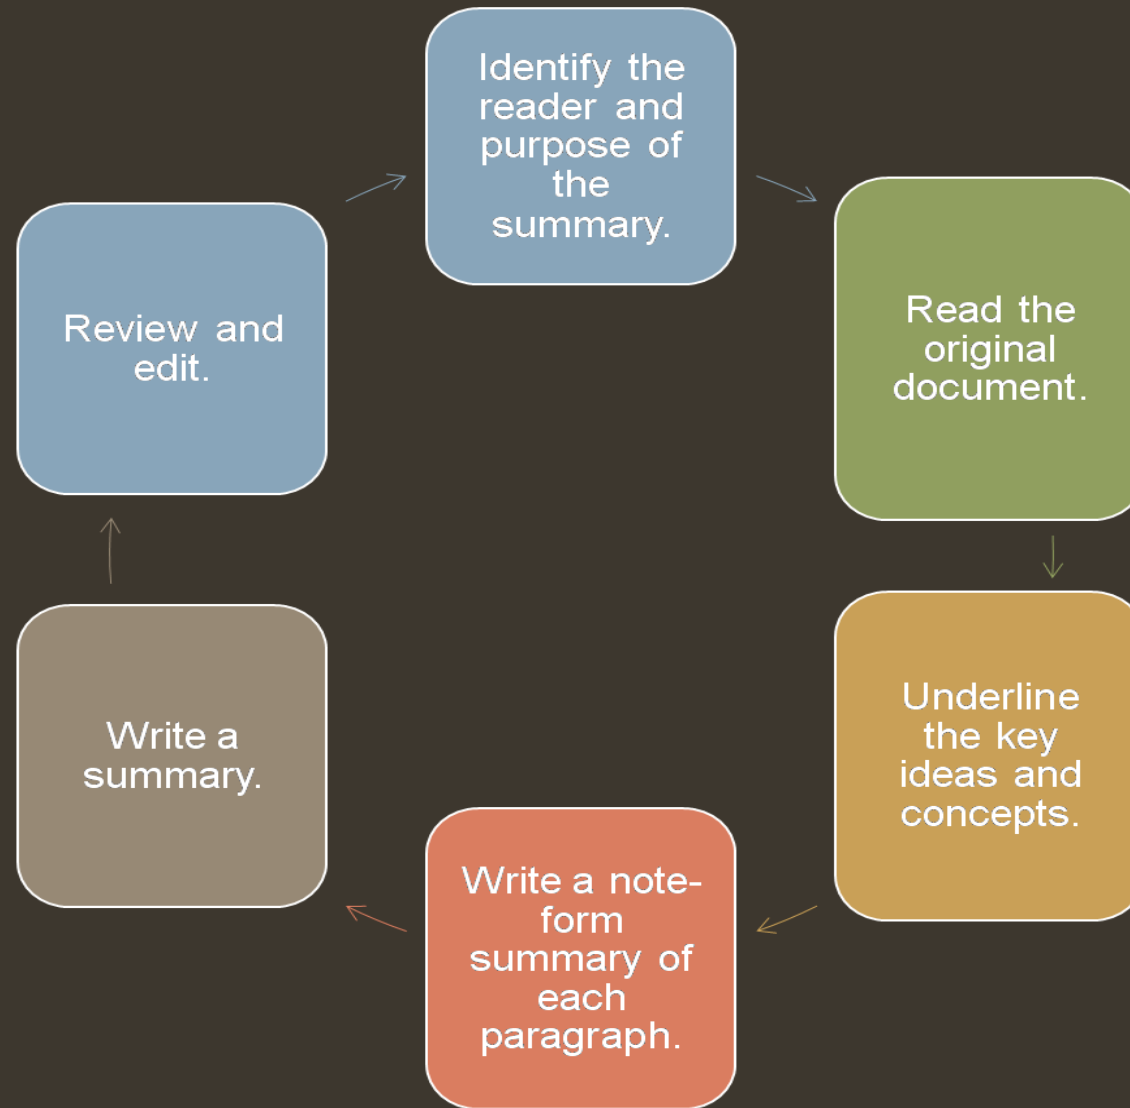 Identify the
reader and
purpose of
the
summary.
Read the
original
document.
Underline
the key
ideas and
concepts.
Write a note-
form
summary of
each
paragraph.
Write a
summary.
Review and
edit.